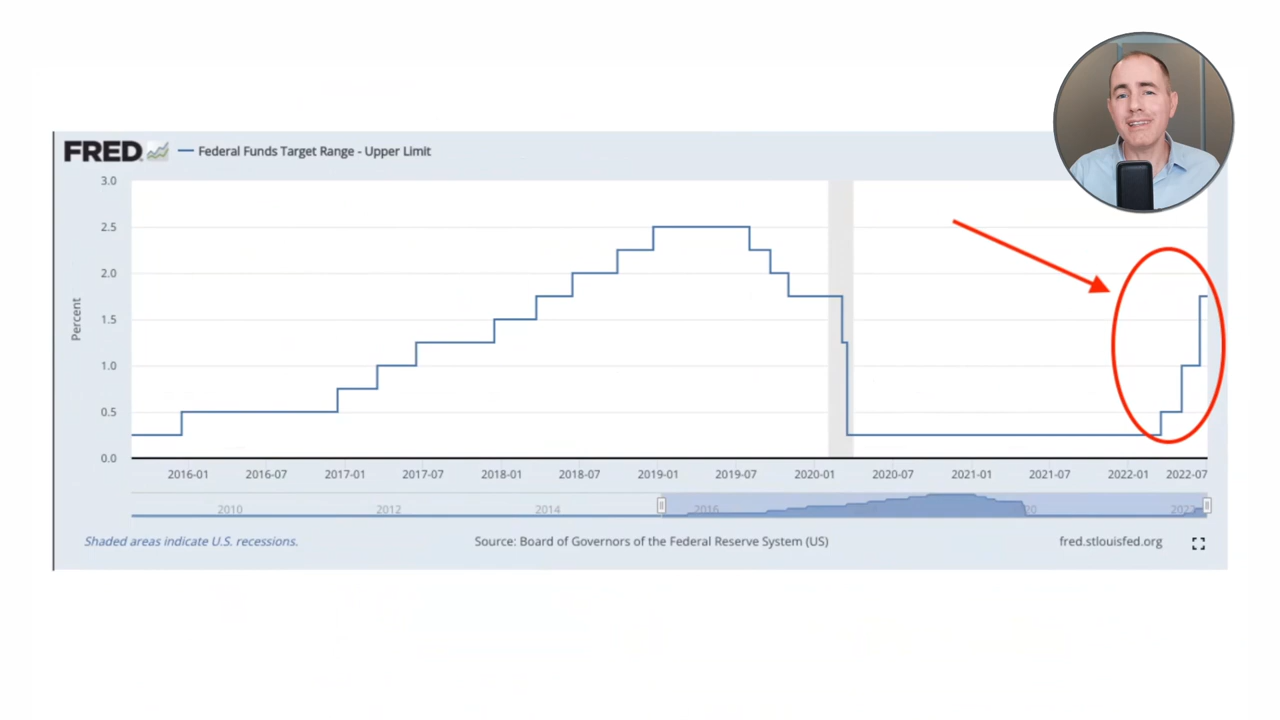 FRED
Federal Funds Target Range - Upper Limit
3.0
2.5
2.0
1.5
1.0
0.5
0.0
Percent
2016-01 2016-07 2017-01 2017-07 2018-01 2018-07 2019-01 2019-07 2020-01 2020-07 2021-01 2021-07 2022-01 2022-07
2010 2012 2014 2016
Shaded areas indicate U.S. recessions.
Source: Board of Governors of the Federal Reserve System (US)
fred.stlouisfed.org